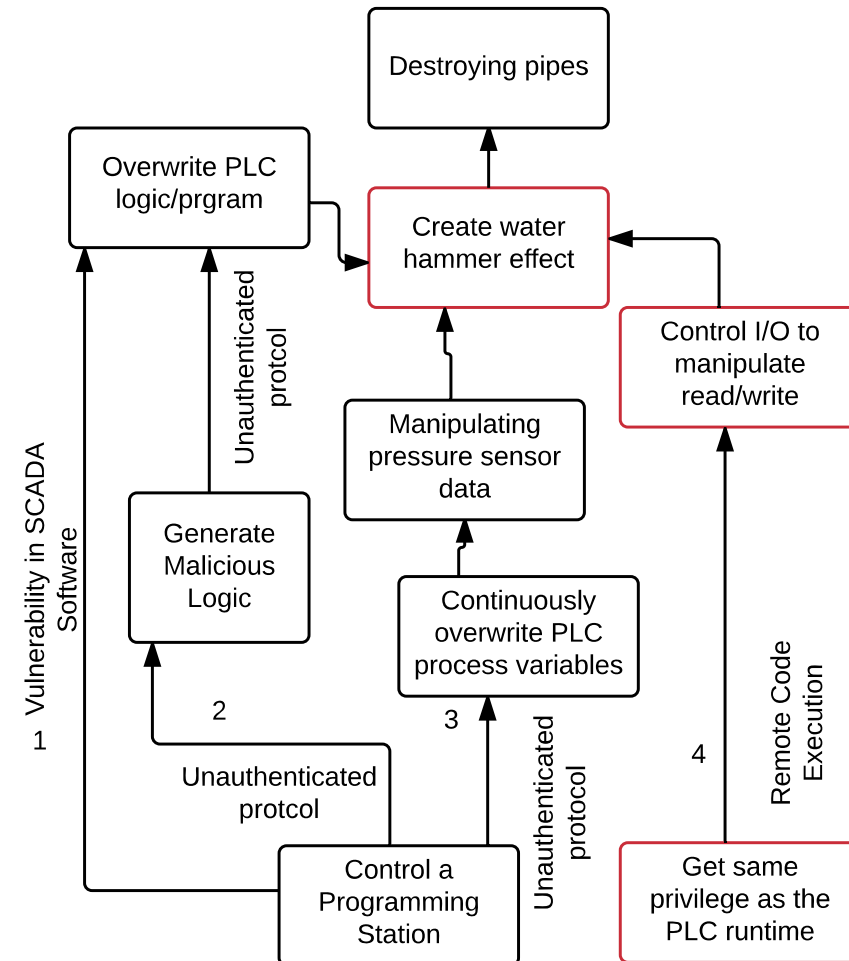 Destroying pipes
Overwrite PLC
logic/prgram
Create water
hammer effect
Control I/O to
manipulate
read/write
Unauthenticated
protcol
Manipulating
pressure sensor
data
Vulnerability in SCADA
Software
1
Generate
Malicious
Logic
Continuously
overwrite PLC
process variables
2
3
Unauthenticated
protcol
Unauthenticated
protocol
4
Remote Code
Execution
Control a
Programming
Station
Get same
privilege as the
PLC runtime